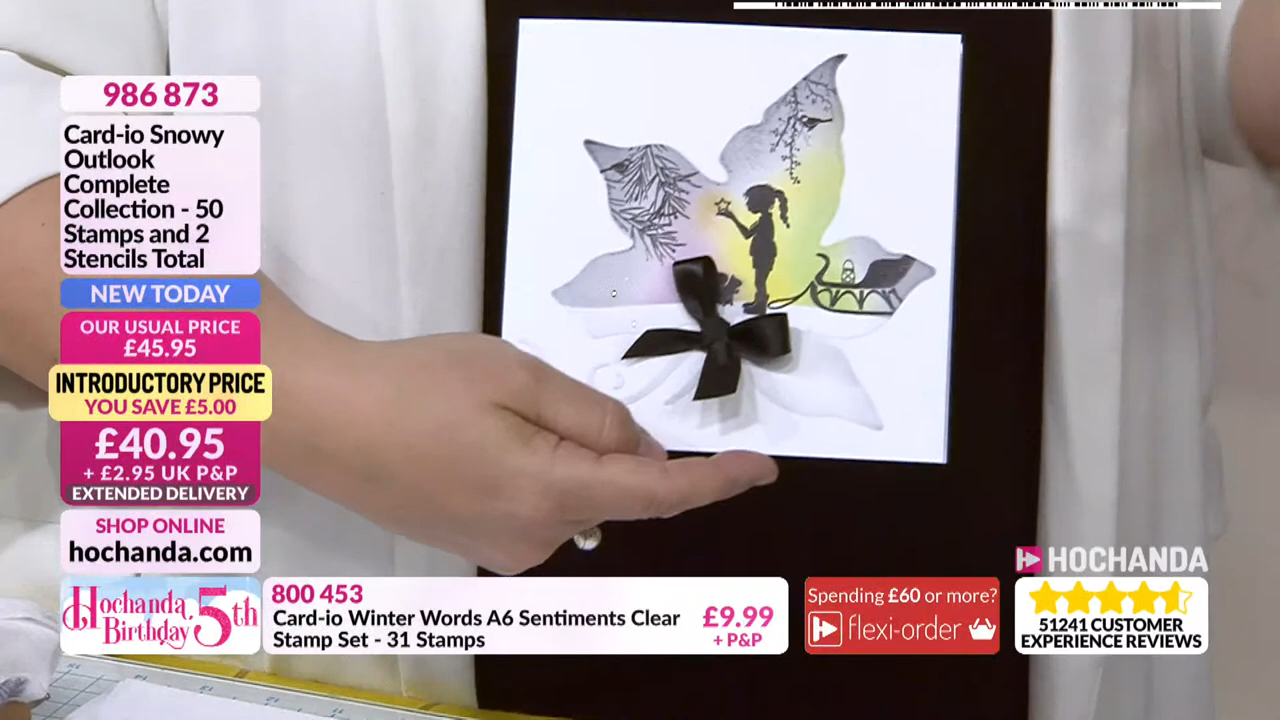 986 873
Card-io Snowy
Outlook
Complete
Collection - 50
Stamps and 2
Stencils Total
NEW TODAY
OUR USUAL PRICE
£45.95
INTRODUCTORY PRICE
YOU SAVE £5.00
£40.95
+ £2.95 UK P&P
EXTENDED DELIVERY
SHOP ONLINE
hochanda.com
Hochanda
Birthday
5th
800 453
Card-io Winter Words A6 Sentiments Clear
Stamp Set - 31 Stamps
£9.99
+ P&P
Spending £60 or more?
flexi-order
HOCHANDA
51241 CUSTOMER
EXPERIENCE REVIEWS